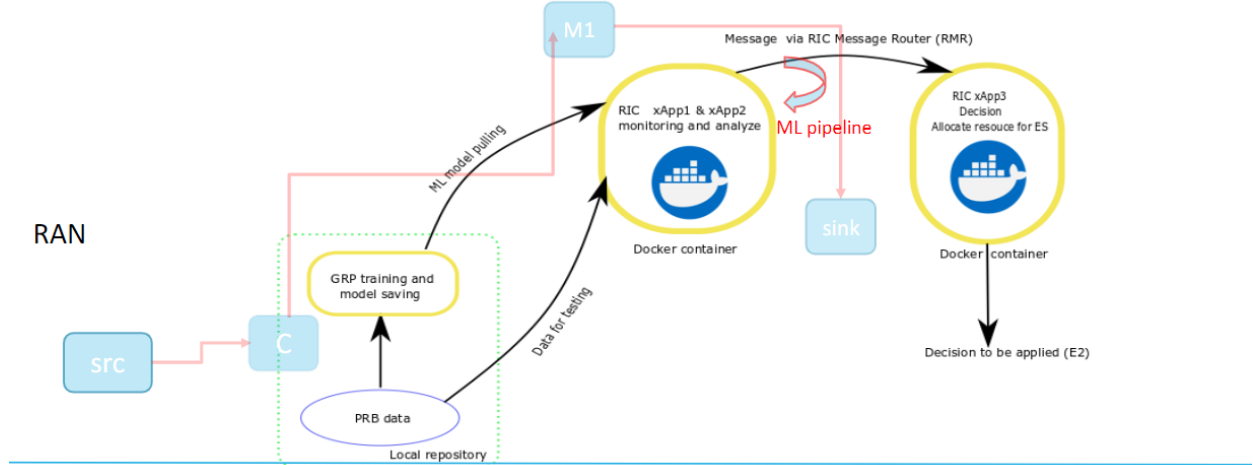 M1
Message via RIC Message Router (RMR)
RIC xApp1 & xApp2
monitoring and analyze
ML pipeline
RIC xApp3
Decision
Allocate resouce for ES
ML model pulling
RAN
sink
Docker container
Docker container
GRP training and
model saving
Data for testing
src
C
Decision to be applied (E2)
PRB data
Local repository